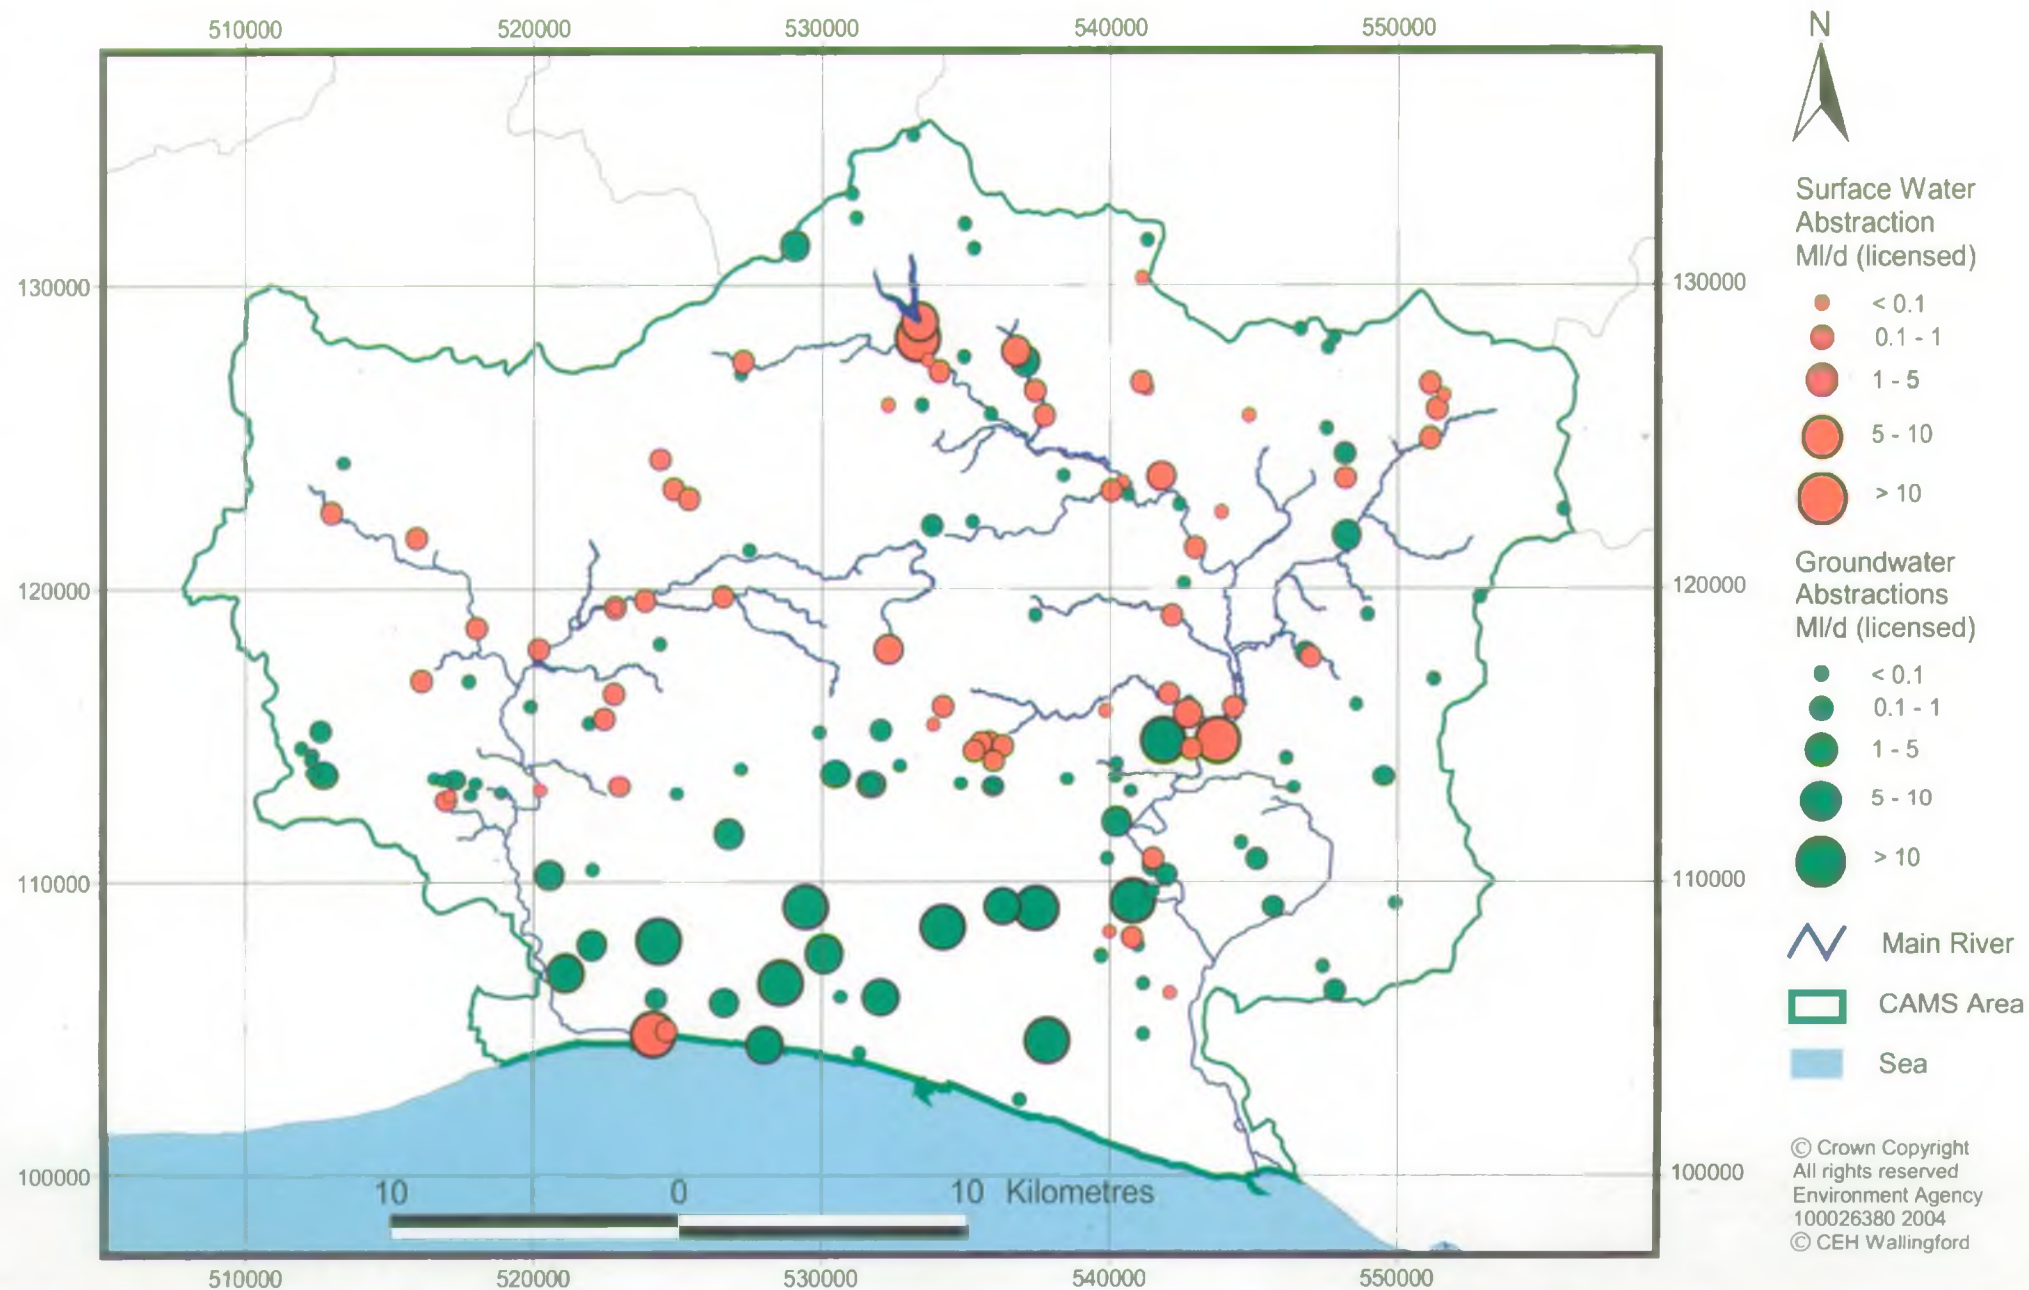 510000 520000 530000 540000 550000
N
Surface Water
Abstraction
Ml/d (licensed)
< 0.1
0.1 - 1
1 - 5
5 - 10
> 10
Groundwater
Abstractions
Ml/d (licensed)
< 0.1
0.1 - 1
1 - 5
5 - 10
> 10
Main River
CAMS Area
Sea
© Crown Copyright
All rights reserved
Environment Agency
100026380 2004
© CEH Wallingford
130000 130000
120000 120000
110000 110000
100000 100000
10 0 10 Kilometres
510000 520000 530000 540000 550000